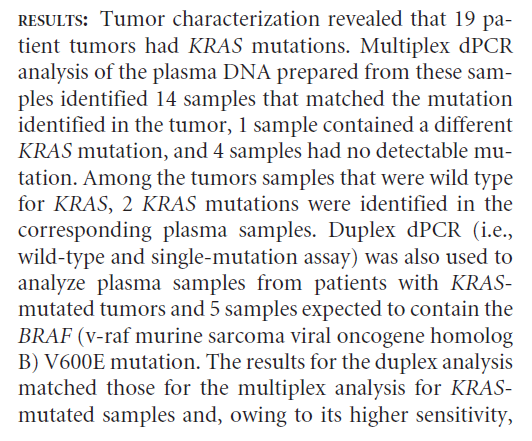 RESULTS: Tumor characterization revealed that 19 pa-
tient tumors had KRAS mutations. Multiplex dPCR
analysis of the plasma DNA prepared from these sam-
ples identified 14 samples that matched the mutation
identified in the tumor, 1 sample contained a different
KRAS mutation, and 4 samples had no detectable mu-
tation. Among the tumors samples that were wild type
for KRAS, 2 KRAS mutations were identified in the
corresponding plasma samples. Duplex dPCR (i.e.,
wild-type and single-mutation assay) was also used to
analyze plasma samples from patients with KRAS-
mutated tumors and 5 samples expected to contain the
BRAF (v-raf murine sarcoma viral oncogene homolog
B) V600E mutation. The results for the duplex analysis
matched those for the multiplex analysis for KRAS-
mutated samples and, owing to its higher sensitivity,